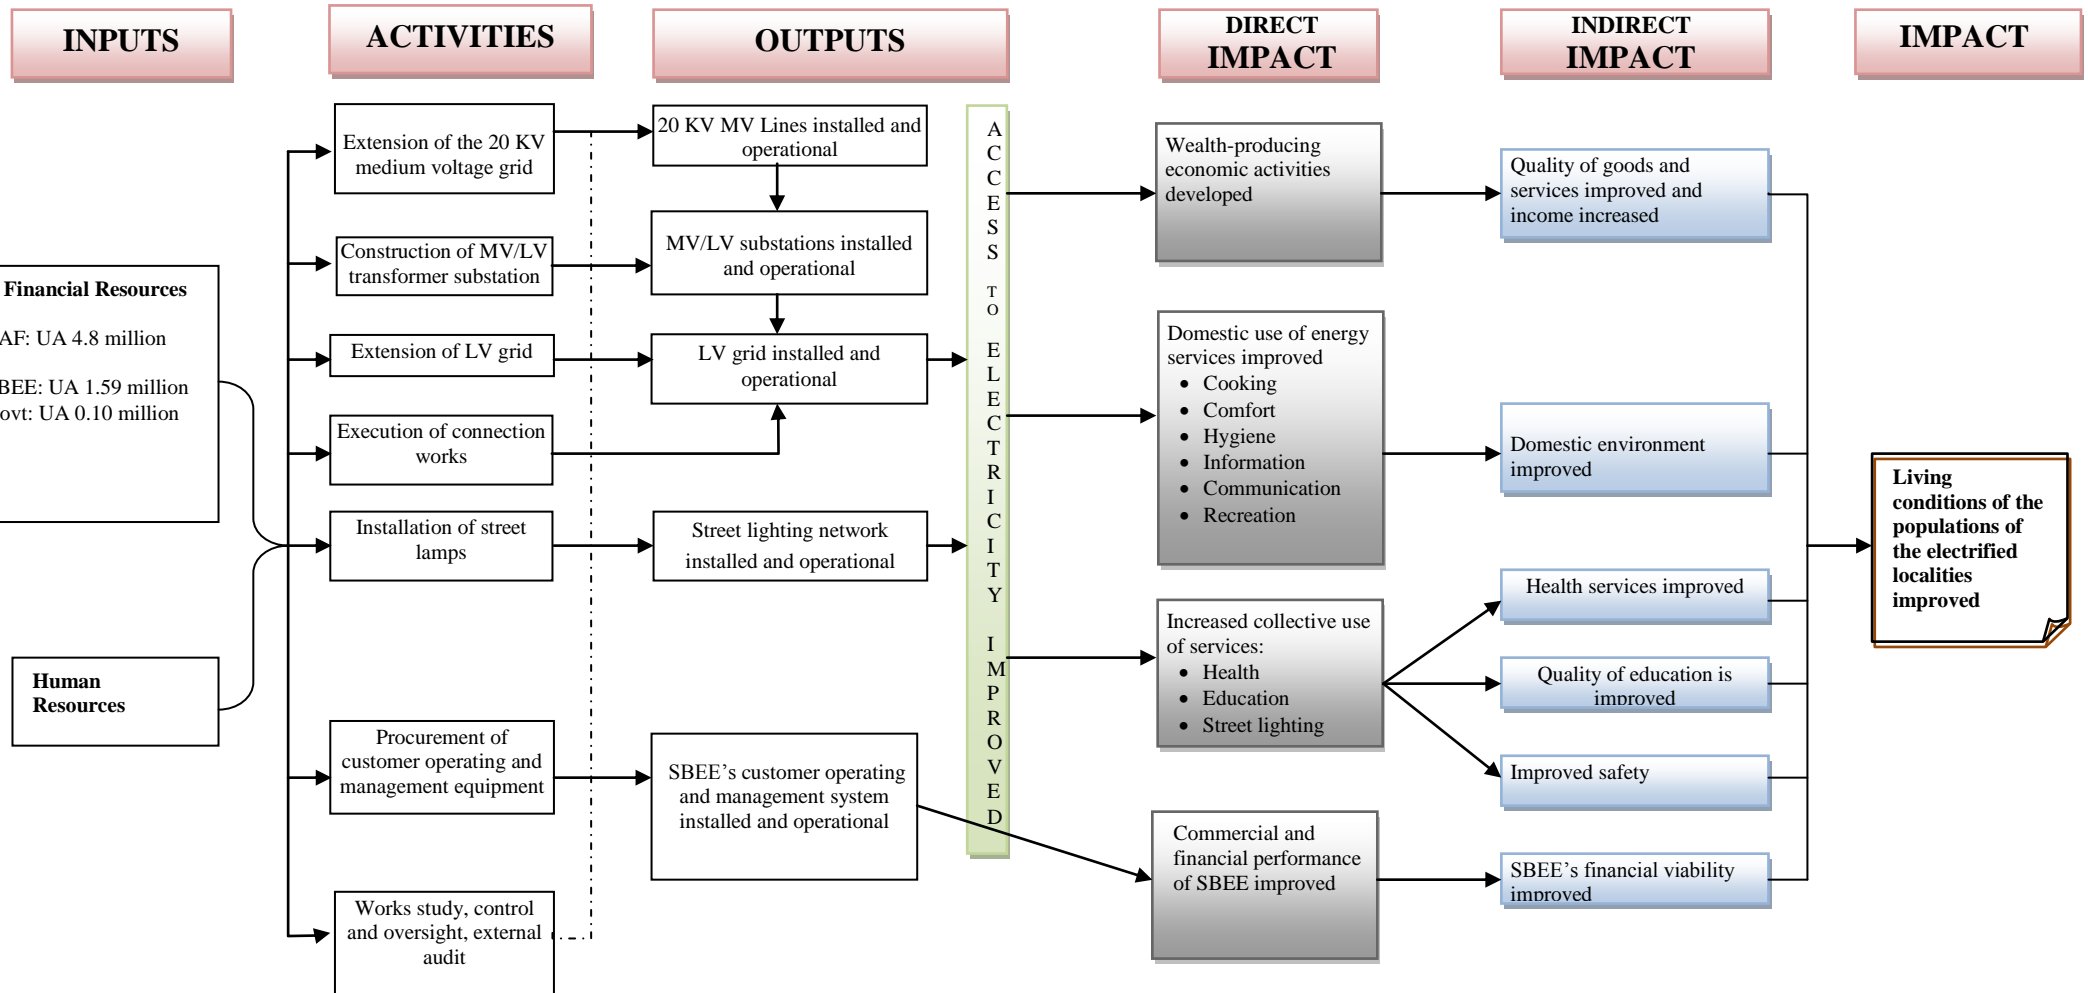 INPUTS
ACTIVITIES
OUTPUTS
DIRECT
IMPACT
INDIRECT
IMPACT
IMPACT
Financial Resources
AF: UA 4.8 million
BEE: UA 1.59 million
ovt: UA 0.10 million
Human
Resources
Extension of the 20 KV
medium voltage grid
Construction of MV/LV
transformer substation
Extension of LV grid
Execution of connection
works
Installation of street
lamps
Procurement of
customer operating and
management equipment
Works study, control
and oversight, external
audit
20 KV MV Lines installed and
operational
MV/LV substations installed
and operational
LV grid installed and
operational
Street lighting network
installed and operational
SBEE’s customer operating
and management system
installed and operational
ACCESS TO ELECTRICITY IMPROVED
Wealth-producing
economic activities
developed
Domestic use of energy
services improved
• Cooking
• Comfort
• Hygiene
• Information
• Communication
• Recreation
Increased collective use
of services:
• Health
• Education
• Street lighting
Commercial and
financial performance
of SBEE improved
Quality of goods and
services improved and
income increased
Domestic environment
improved
Health services improved
Quality of education is
improved
Improved safety
SBEE’s financial viability
improved
Living
conditions of the
populations of
the electrified
localities
improved